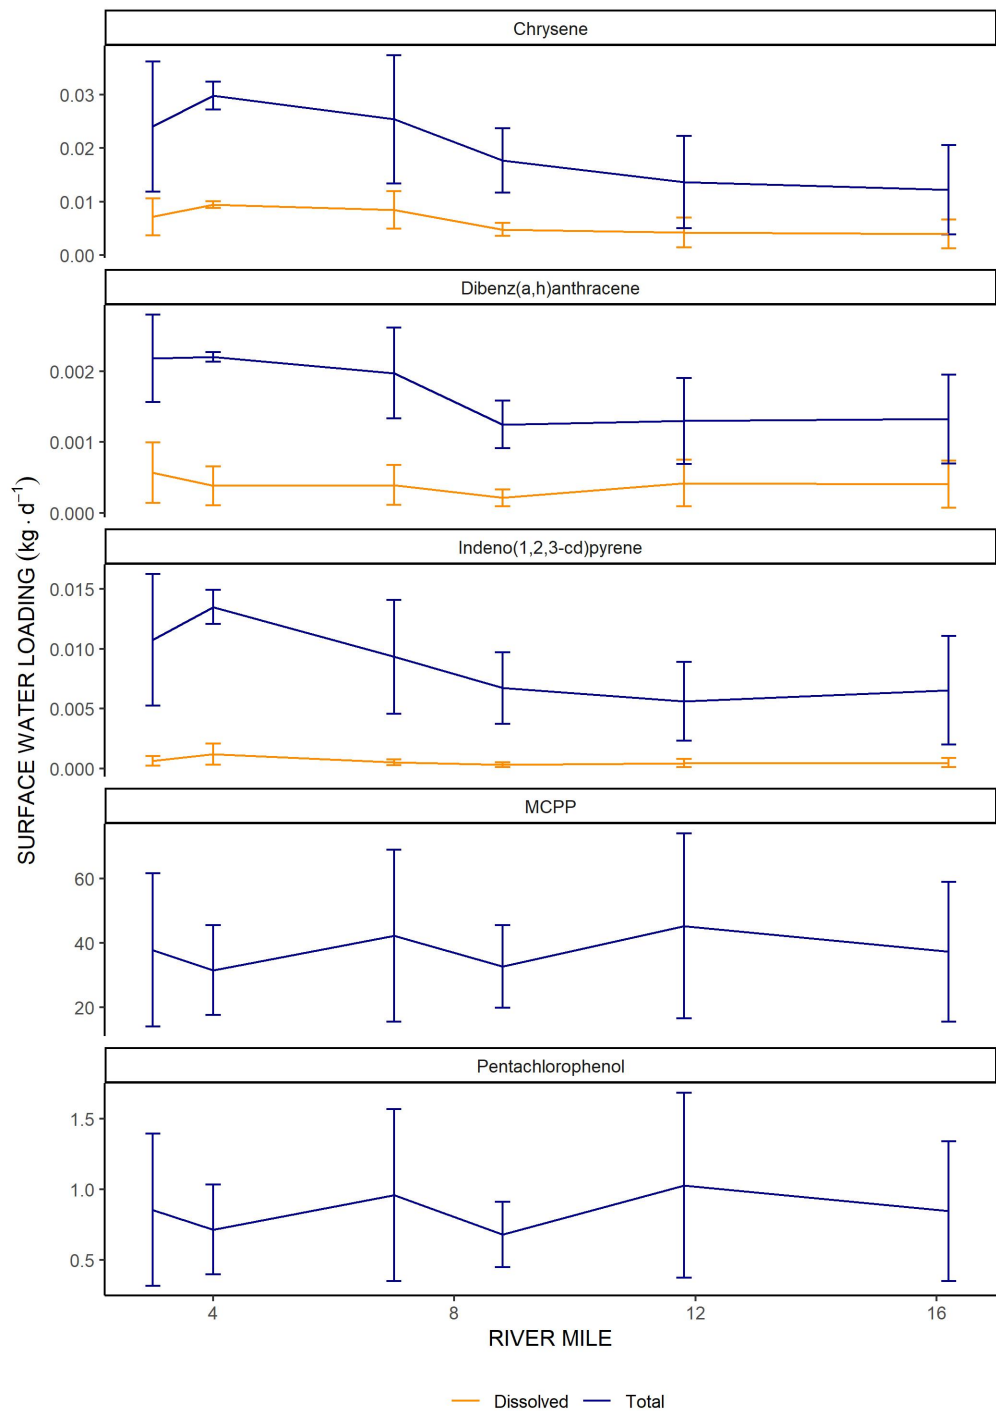 Chrysene
0.03
0.02
0.01
0.00
Dibenz(a,h)anthracene
0.002
0.001
0.000
Indeno(1,2,3-cd)pyrene
0.015
0.010
0.005
0.000
MCPP
60
40
20
Pentachlorophenol
1.5
1.0
0.5
SURFACE WATER LOADING (kg · d⁻¹)
4 8 12 16
RIVER MILE
Dissolved Total